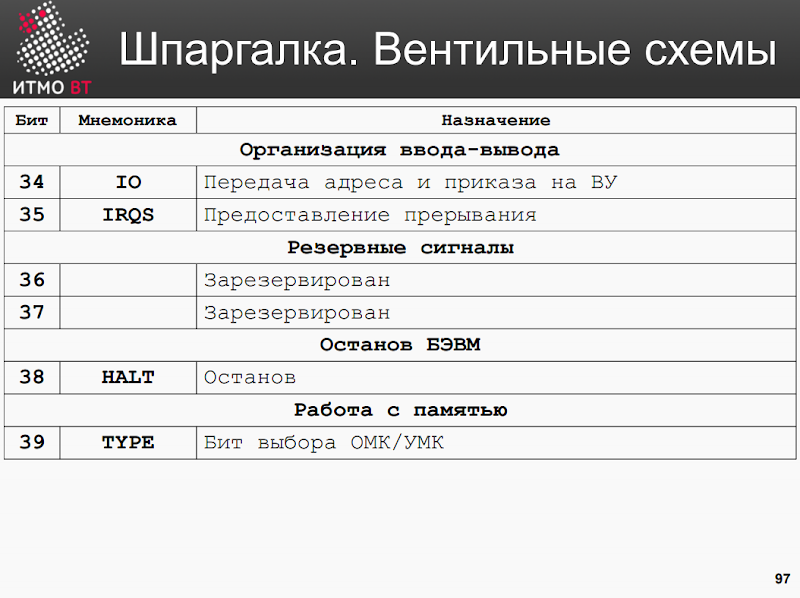 Шпаргалка. Вентильные схемы
ИТМО ВТ
Бит Мнемоника Назначение
Организация ввода-вывода
34 IO Передача адреса и приказа на ВУ
35 IRQS Предоставление прерывания
Резервные сигналы
36 Зарезервирован
37 Зарезервирован
Останов БЭВМ
38 HALT Останов
Работа с памятью
39 TYPE Бит выбора ОМК/УМК
97